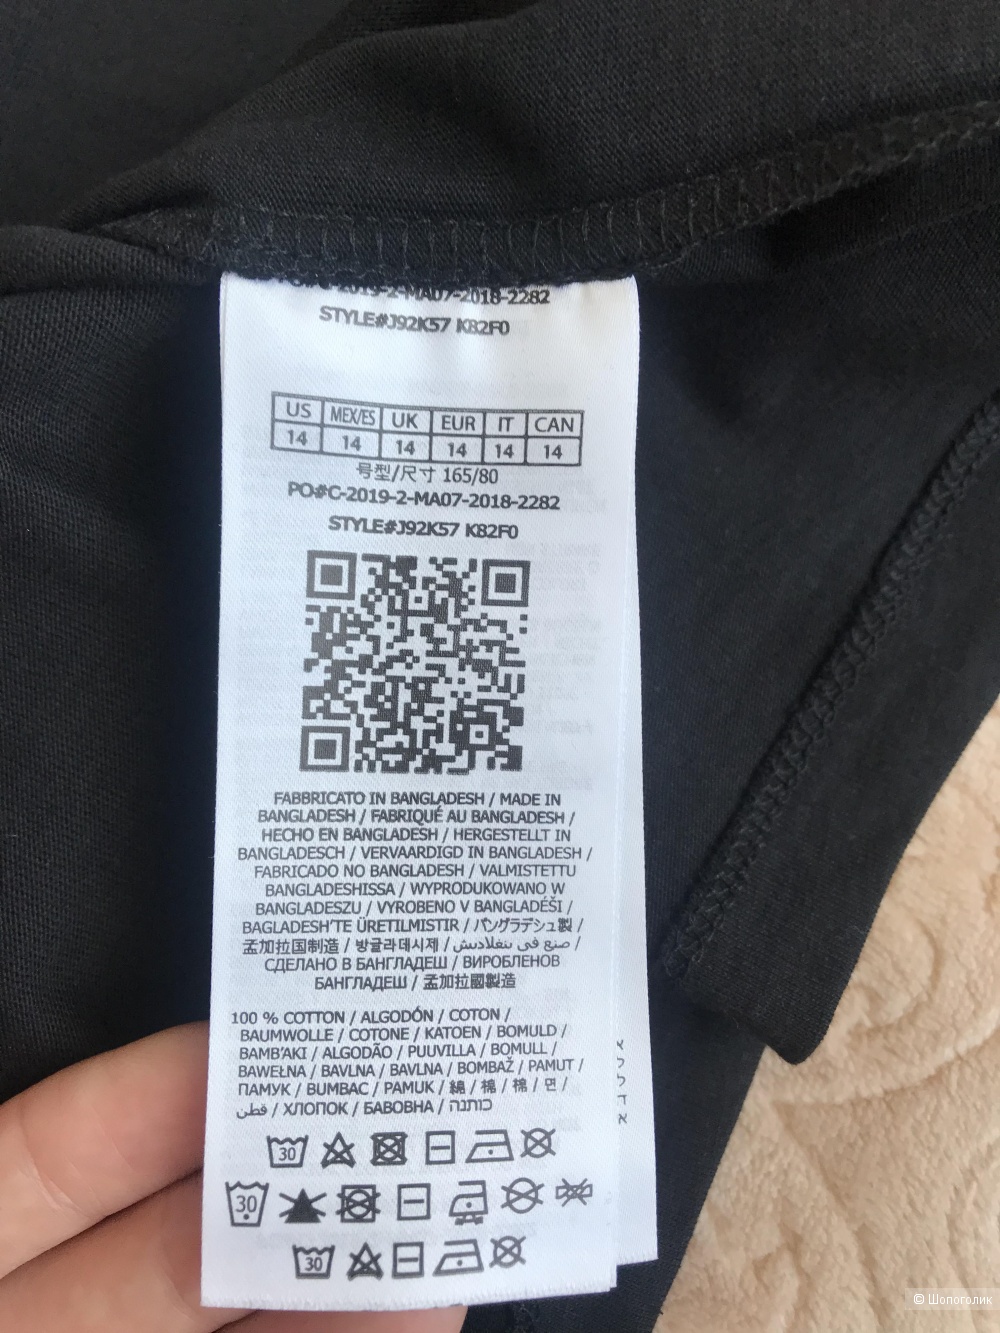 2019-2-MA07-2018-2282
STYLE#J92K57 K82F0
US MEX/ES UK EUR IT CAN
14 14 14 14 14 14
号型/尺寸 165/80
PO#C-2019-2-MA07-2018-2282
STYLE#J92K57 K82F0
FABBRICATO IN BANGLADESH / MADE IN
BANGLADESH / FABRIQUÉ AU BANGLADESH /
HECHO EN BANGLADESH / HERGESTELLT IN
BANGLADESCH / VERVAARDIGD IN BANGLADESH /
FABRICADO NO BANGLADESH / VALMISTETTU
BANGLADESHISSA / WYPRODUKOWANO W
BANGLADESZU / VYROBENO V BANGLADÉŠI /
BAGLADESH'TE ÜRETILMISTIR / バングラデシュ製 /
孟加拉国制造 / 방글라데시제 / صنع في بنغلاديش /
СДЕЛАНО В БАНГЛАДЕШ / ВИРОБЛЕНОВ
БАНГЛАДЕШ / 孟加拉國製造
100 % COTTON / ALGODÓN / COTON /
BAUMWOLLE / COTONE / KATOEN / BOMULD /
BAMB'AKI / ALGODÃO / PUUVILLA / BOMULL /
BAWEŁNA / BAVLNA / BAVLNA / BOMBAŽ / PAMUT /
ПАМУК / BUMBAC / PAMUK / 綿 / 棉 / 棉 / 면 /
قطن / ХЛОПОК / БАВОВНА / כותנה
30
30
30
© Шопоголик